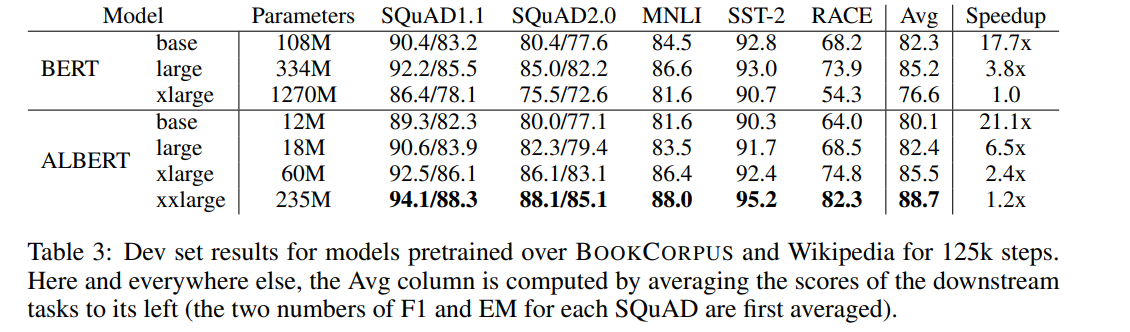 Model Parameters SQuAD1.1 SQuAD2.0 MNLI SST-2 RACE Avg Speedup
BERT base 108M 90.4/83.2 80.4/77.6 84.5 92.8 68.2 82.3 17.7x
large 334M 92.2/85.5 85.0/82.2 86.6 93.0 73.9 85.2 3.8x
xlarge 1270M 86.4/78.1 75.5/72.6 81.6 90.7 54.3 76.6 1.0
ALBERT base 12M 89.3/82.3 80.0/77.1 81.6 90.3 64.0 80.1 21.1x
large 18M 90.6/83.9 82.3/79.4 83.5 91.7 68.5 82.4 6.5x
xlarge 60M 92.5/86.1 86.1/83.1 86.4 92.4 74.8 85.5 2.4x
xxlarge 235M 94.1/88.3 88.1/85.1 88.0 95.2 82.3 88.7 1.2x
Table 3: Dev set results for models pretrained over BOOKCORPUS and Wikipedia for 125k steps.
Here and everywhere else, the Avg column is computed by averaging the scores of the downstream
tasks to its left (the two numbers of F1 and EM for each SQuAD are first averaged).